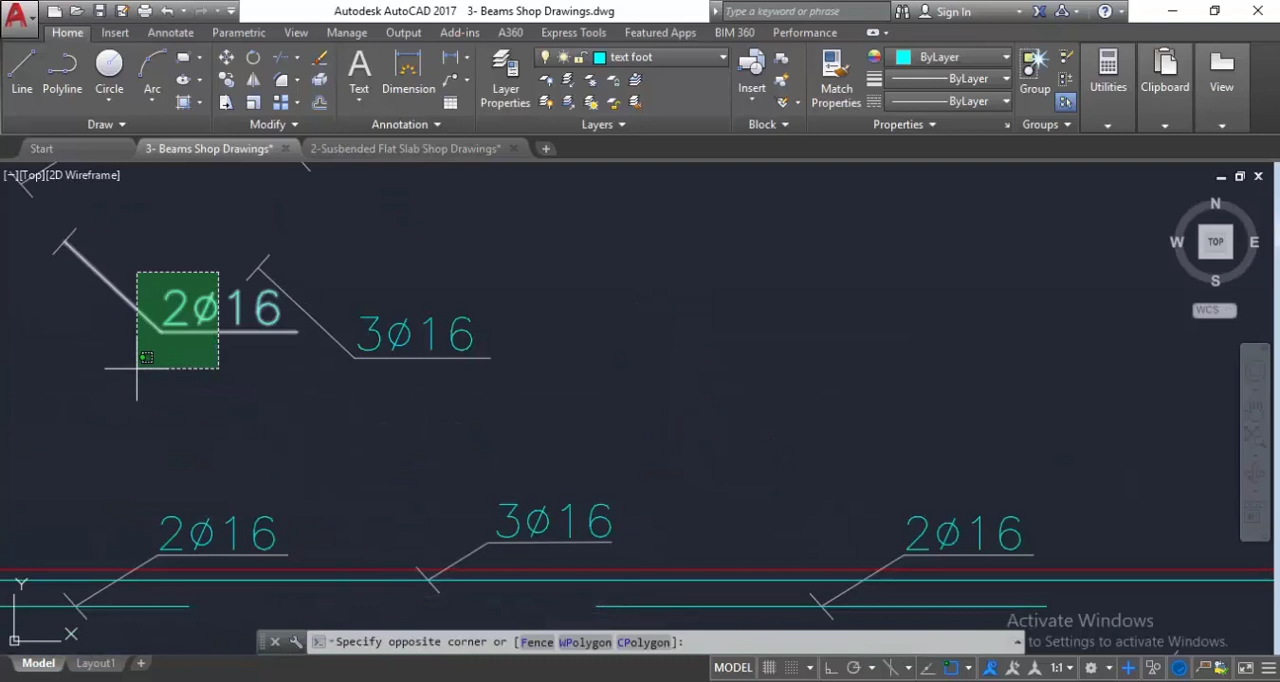 Autodesk AutoCAD 2017 3- Beams Shop Drawings.dwg
Type a keyword or phrase
Sign In
Home Insert Annotate Parametric View Manage Output Add-ins A360 Express Tools Featured Apps BIM 360 Performance
text foot
ByLayer
ByLayer
ByLayer
Line Polyline Circle Arc Text Dimension Layer Properties Insert Match Properties Group Utilities Clipboard View
Draw Modify Annotation Layers Block Properties Groups
Start 3- Beams Shop Drawings* 2-Susbended Flat Slab Shop Drawings*
[−][Top][2D Wireframe]
N
W TOP E
S
WCS
2ø16
3ø16
2ø16 3ø16 2ø16
Y
X
Activate Windows
to Settings to activate Windows.
Specify opposite corner or [Fence WPolygon CPolygon]:
Model Layout1
MODEL 1:1